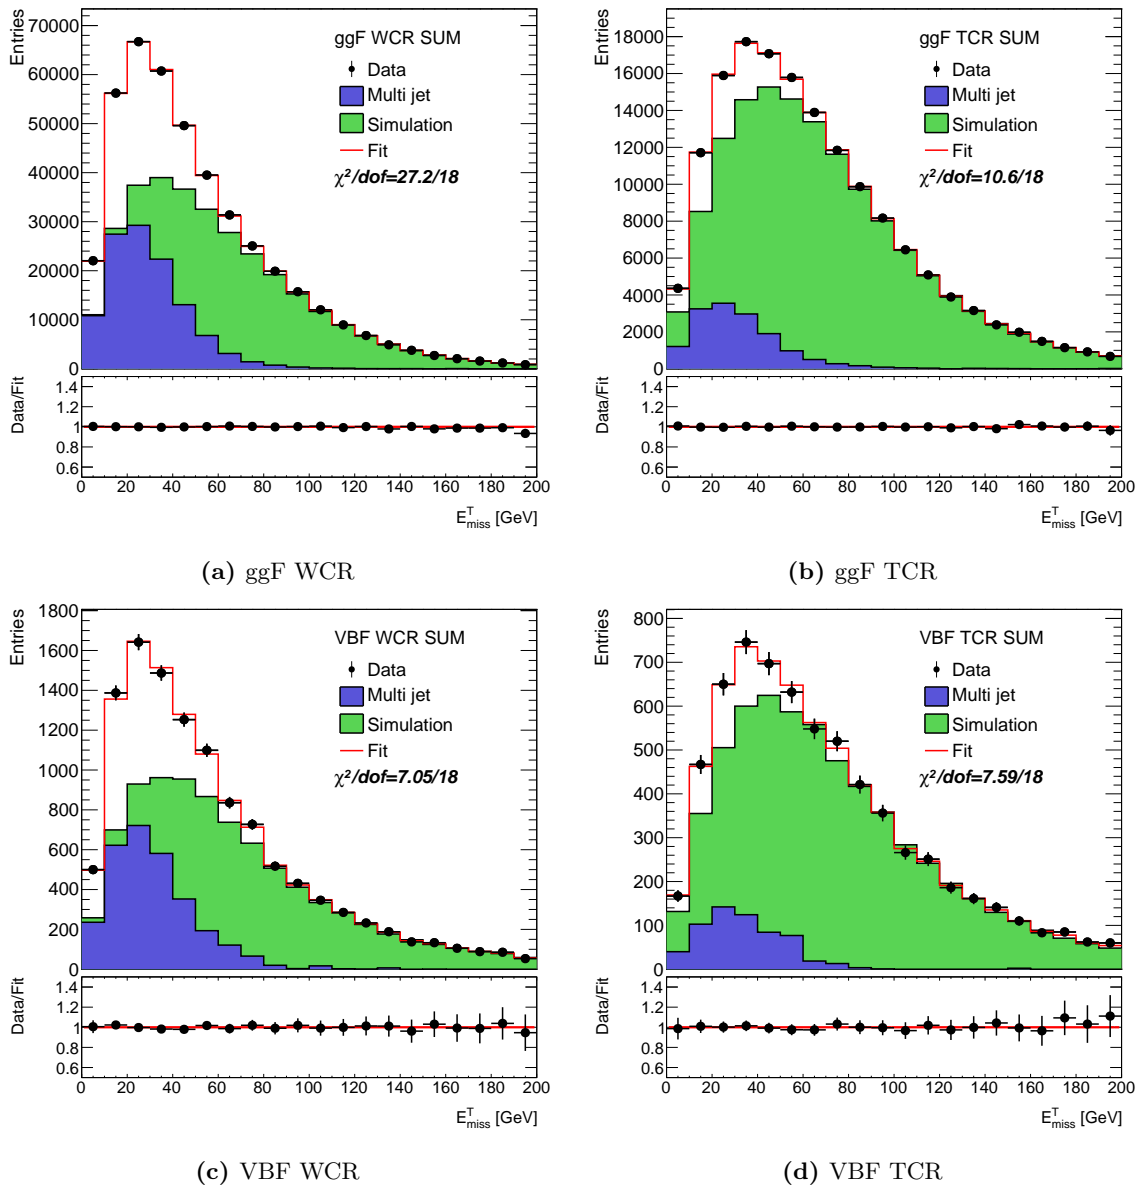 Entries
70000
60000
50000
40000
30000
20000
10000
0
ggF WCR SUM
Data
Multi jet
Simulation
Fit
χ²/dof=27.2/18
Data/Fit
1.4
1.2
1
0.8
0.6
0 20 40 60 80 100 120 140 160 180 200
E^T_miss [GeV]
(a) ggF WCR
Entries
18000
16000
14000
12000
10000
8000
6000
4000
2000
0
ggF TCR SUM
Data
Multi jet
Simulation
Fit
χ²/dof=10.6/18
Data/Fit
1.4
1.2
1
0.8
0.6
0 20 40 60 80 100 120 140 160 180 200
E^T_miss [GeV]
(b) ggF TCR
Entries
1800
1600
1400
1200
1000
800
600
400
200
0
VBF WCR SUM
Data
Multi jet
Simulation
Fit
χ²/dof=7.05/18
Data/Fit
1.4
1.2
1
0.8
0.6
0 20 40 60 80 100 120 140 160 180 200
E^T_miss [GeV]
(c) VBF WCR
Entries
800
700
600
500
400
300
200
100
0
VBF TCR SUM
Data
Multi jet
Simulation
Fit
χ²/dof=7.59/18
Data/Fit
1.4
1.2
1
0.8
0.6
0 20 40 60 80 100 120 140 160 180 200
E^T_miss [GeV]
(d) VBF TCR